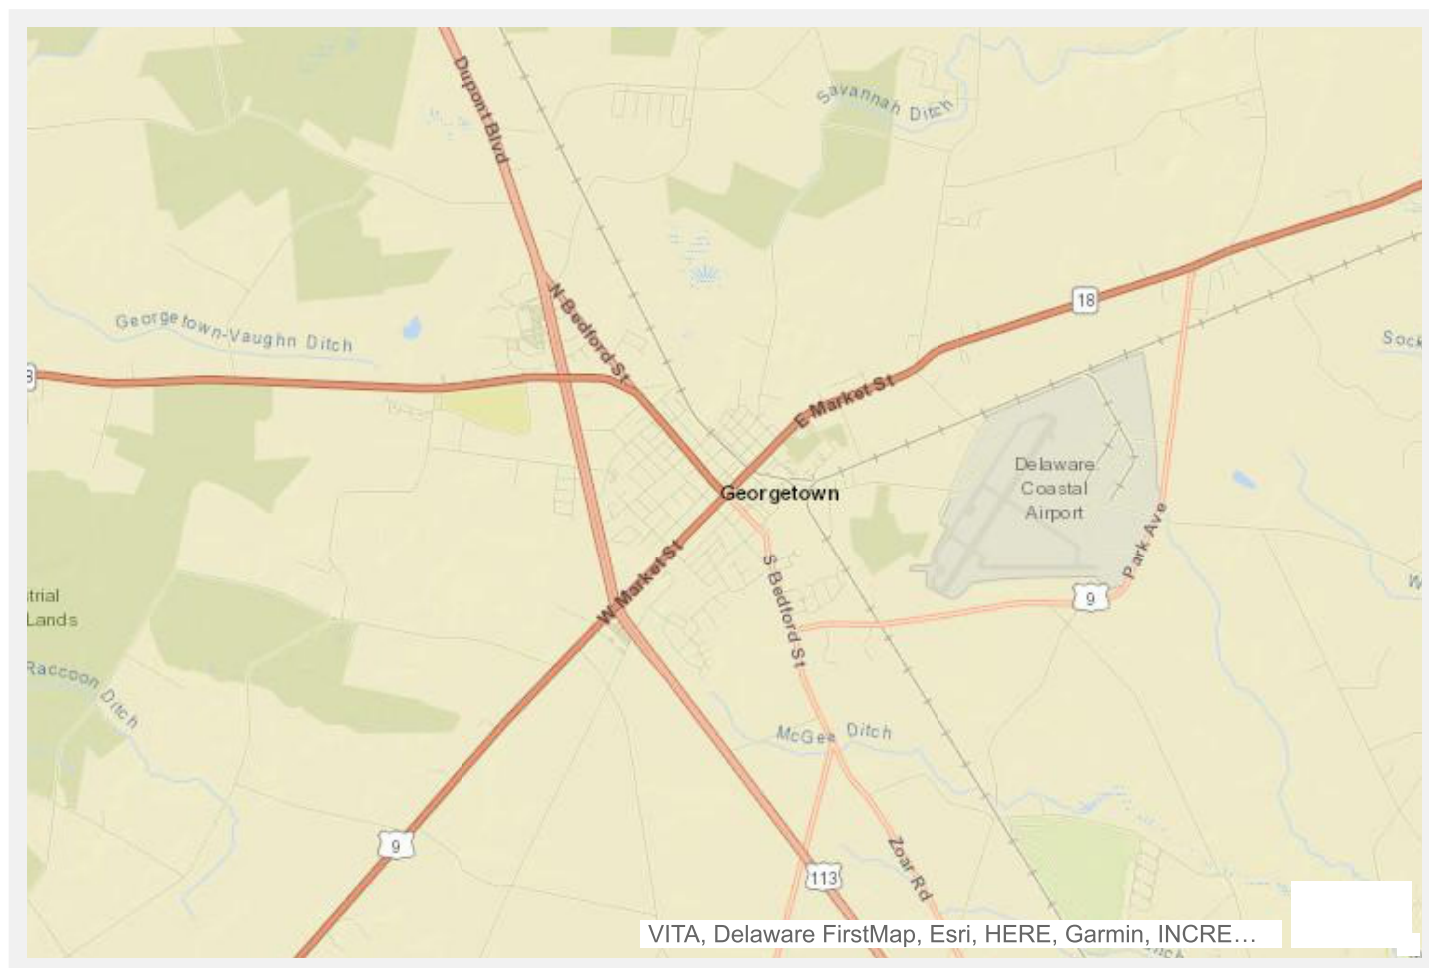 Dupont Blvd
Savannah Ditch
N Bedford St
18
Georgetown-Vaughn Ditch
E Market St
Delaware
Coastal
Airport
Georgetown
Park Ave
W Market St
S Bedford St
9
Lands
Raccoon Ditch
McGee Ditch
9
113
Zoar Rd
VITA, Delaware FirstMap, Esri, HERE, Garmin, INCRE...